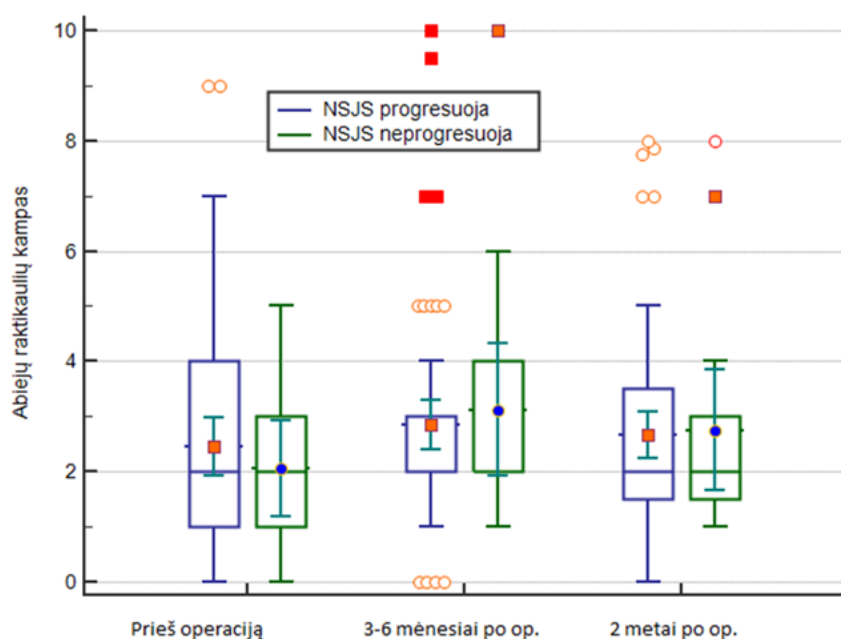 Abiejų raktikaulių kampas
10
8
6
4
2
0
NSJS progresuoja
NSJS neprogresuoja
Prieš operaciją
3-6 mėnesiai po op.
2 metai po op.